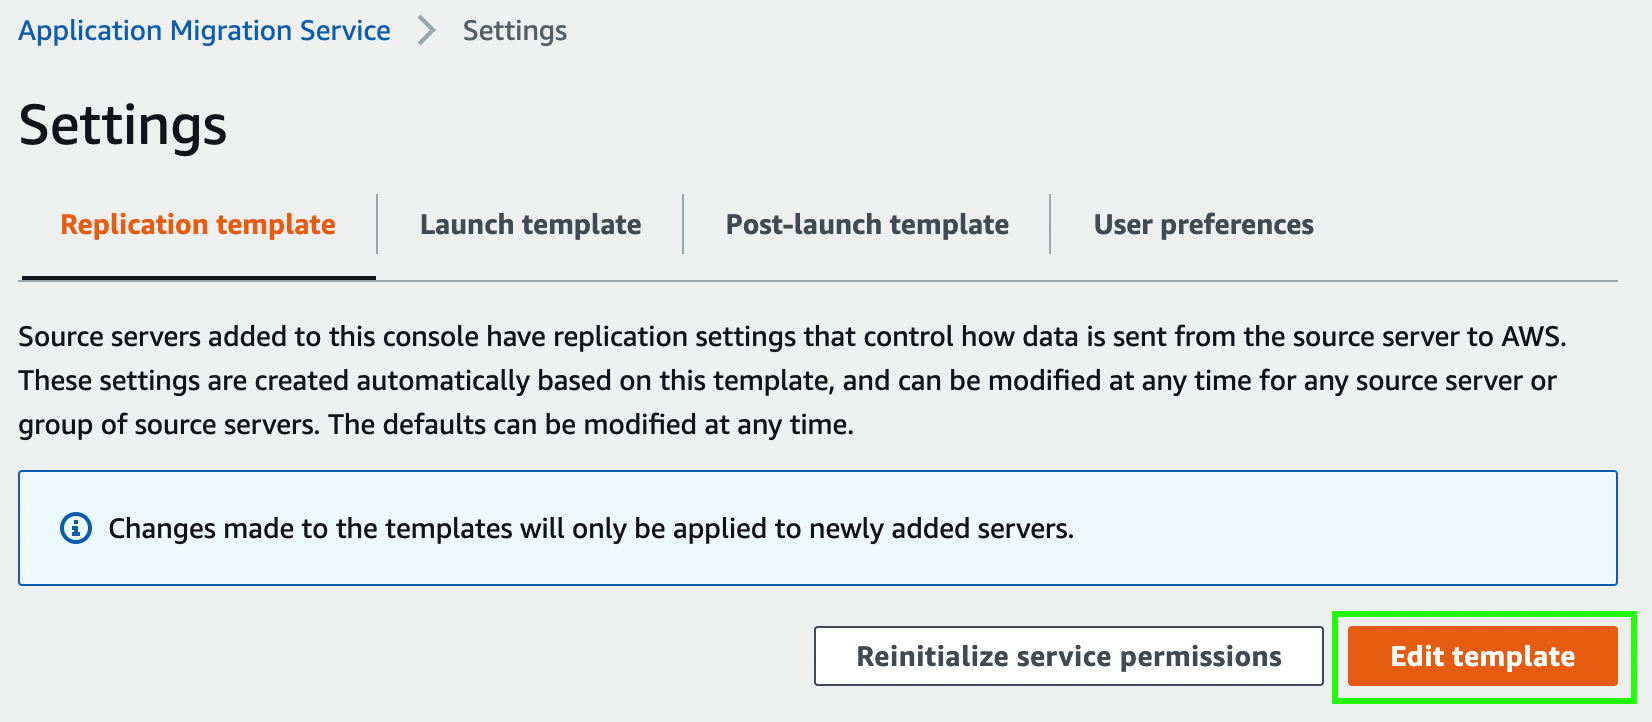 Application Migration Service > Settings
Settings
Replication template Launch template Post-launch template User preferences
Source servers added to this console have replication settings that control how data is sent from the source server to AWS.
These settings are created automatically based on this template, and can be modified at any time for any source server or
group of source servers. The defaults can be modified at any time.
Changes made to the templates will only be applied to newly added servers.
Reinitialize service permissions Edit template